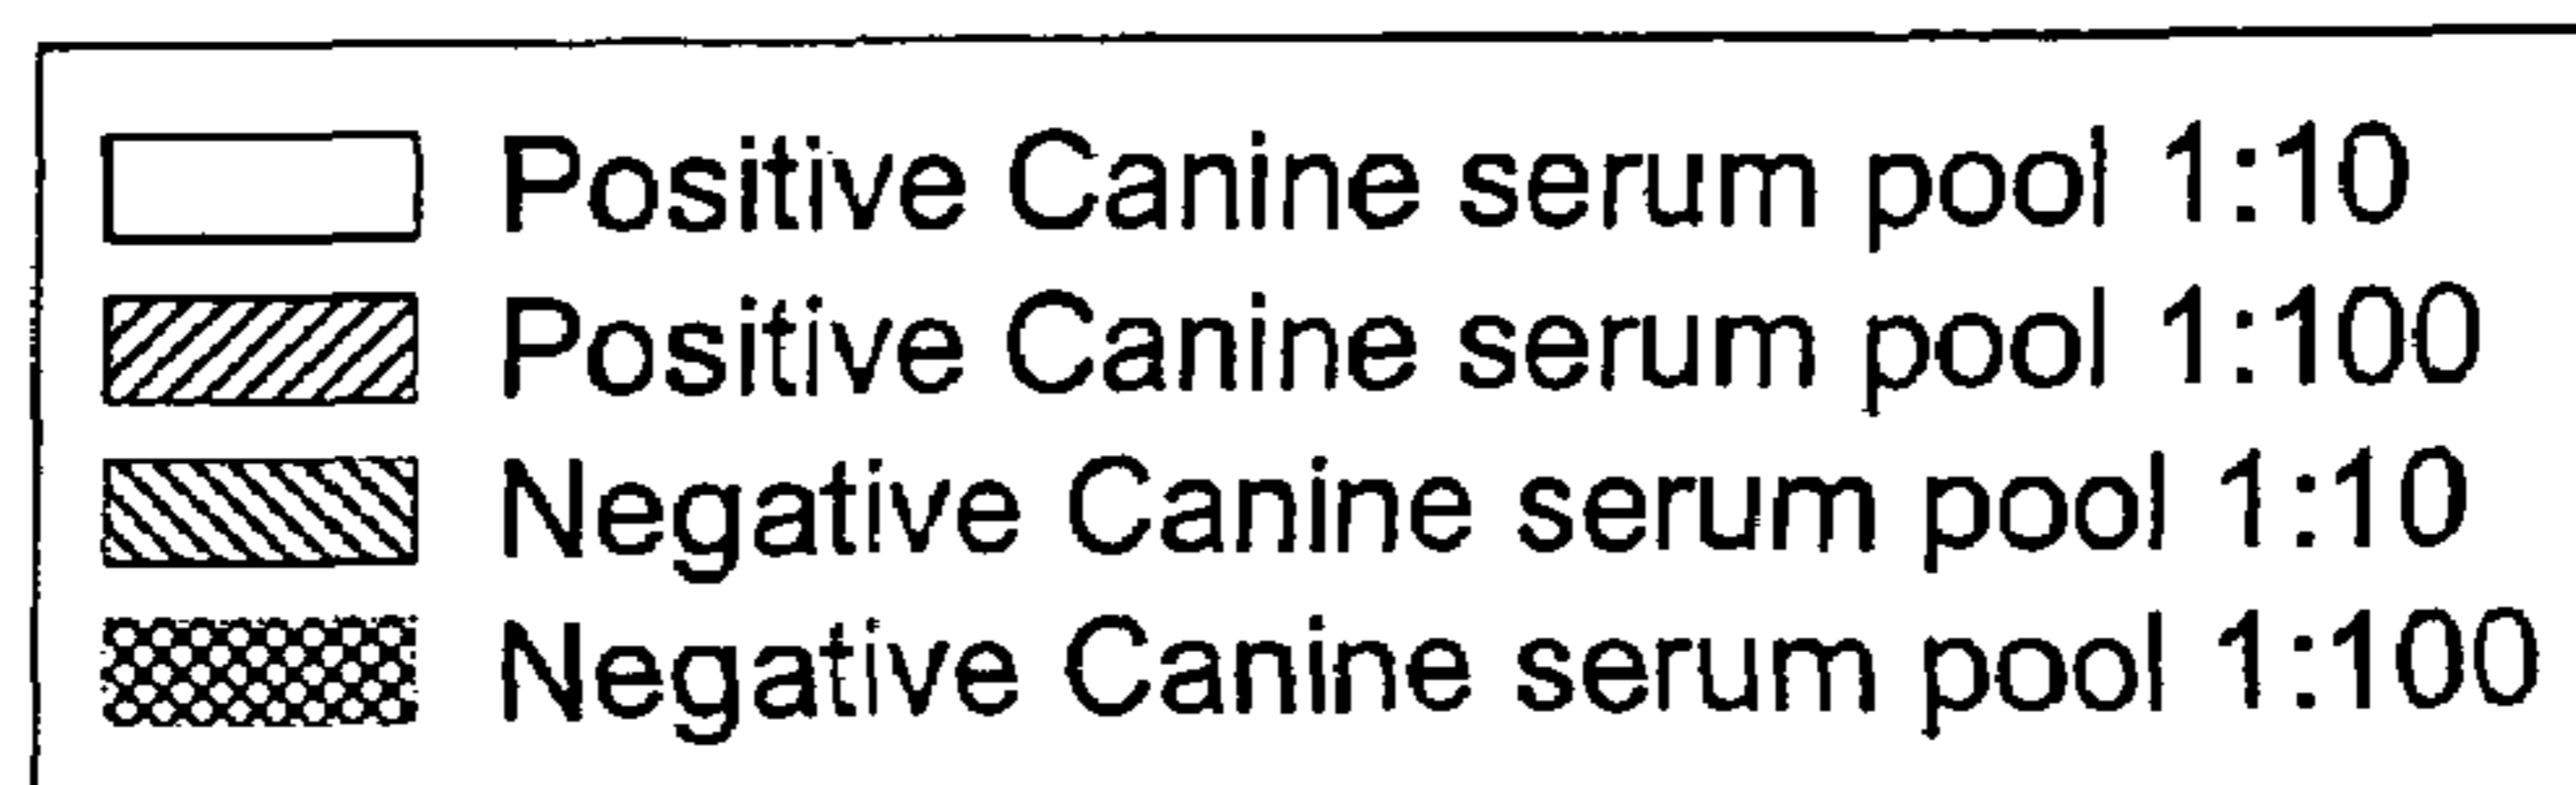 Positive Canine serum pool 1:10
Positive Canine serum pool 1:100
Negative Canine serum pool 1:10
Negative Canine serum pool 1:100